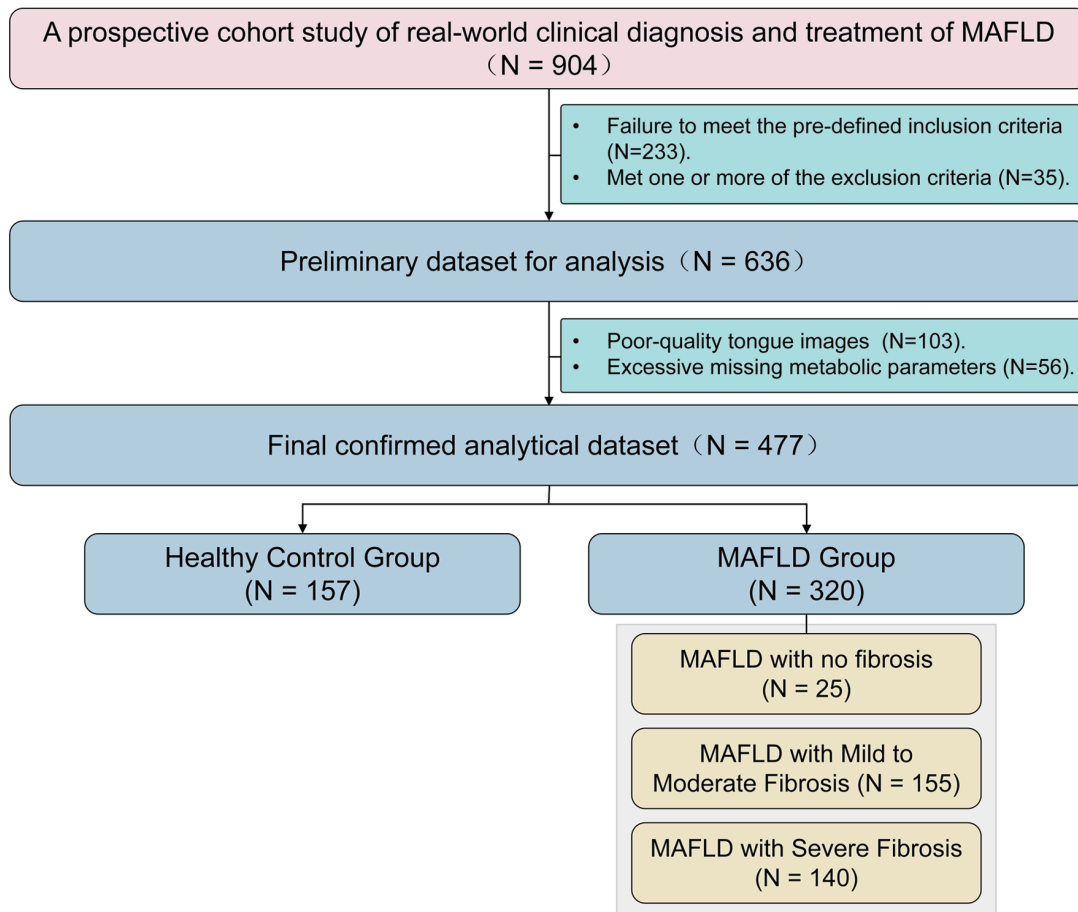 A prospective cohort study of real-world clinical diagnosis and treatment of MAFLD
（N = 904）
• Failure to meet the pre-defined inclusion criteria
(N=233).
• Met one or more of the exclusion criteria (N=35).
Preliminary dataset for analysis（N = 636）
• Poor-quality tongue images (N=103).
• Excessive missing metabolic parameters (N=56).
Final confirmed analytical dataset（N = 477）
Healthy Control Group
(N = 157)
MAFLD Group
(N = 320)
MAFLD with no fibrosis
(N = 25)
MAFLD with Mild to
Moderate Fibrosis (N = 155)
MAFLD with Severe Fibrosis
(N = 140)